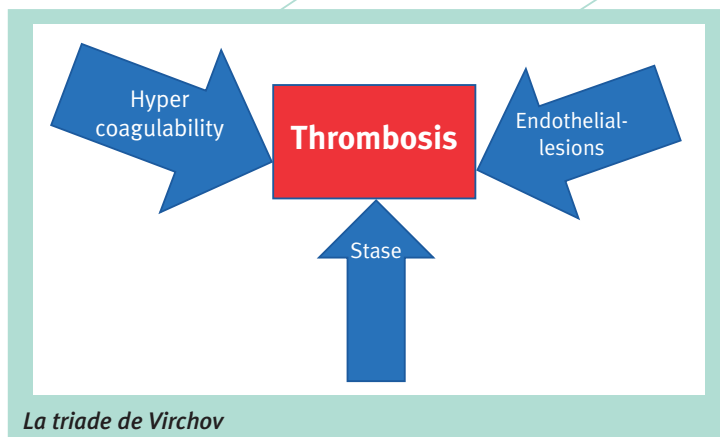 Hyper
coagulability
Thrombosis
Endothelial-
lesions
Stase
La triade de Virchov